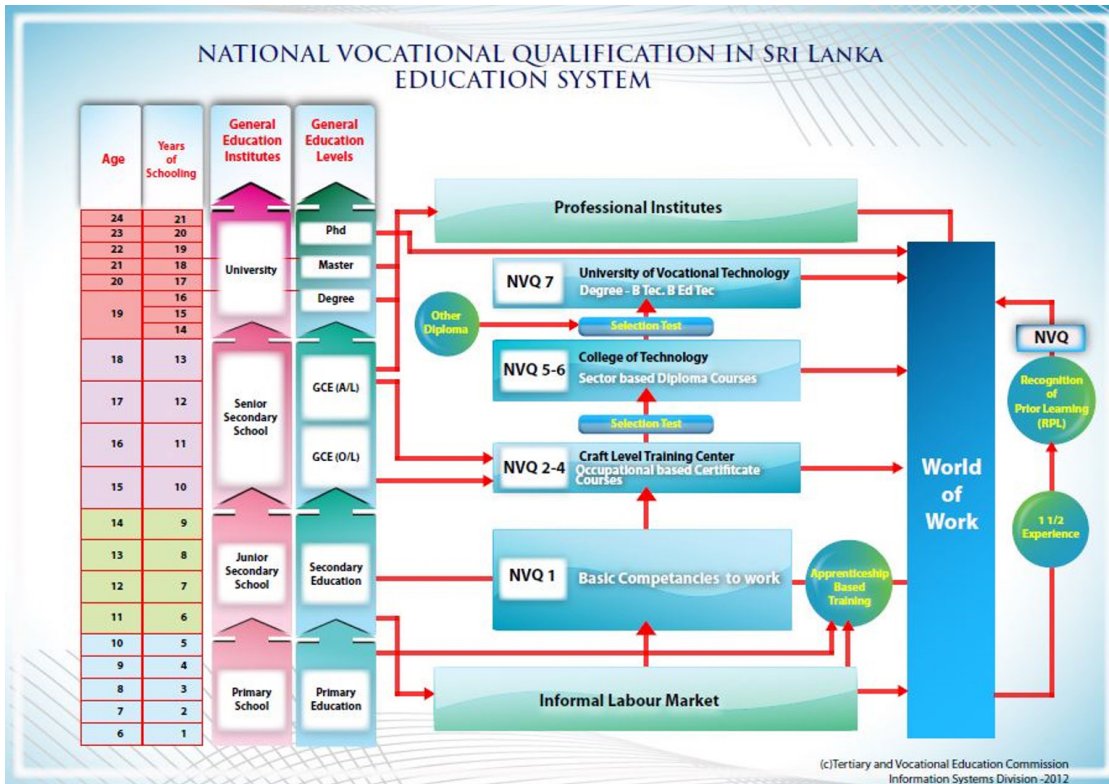 NATIONAL VOCATIONAL QUALIFICATION IN SRI LANKA
EDUCATION SYSTEM
Age
Years
of
Schooling
General
Education
Institutes
General
Education
Levels
24 21
23 20
22 19
21 18
20 17
19
16
15
14
18 13
17 12
16 11
15 10
14 9
13 8
12 7
11 6
10 5
9 4
8 3
7 2
6 1
University
Senior
Secondary
School
Junior
Secondary
School
Primary
School
Phd
Master
Degree
GCE (A/L)
GCE (O/L)
Secondary
Education
Primary
Education
Professional Institutes
NVQ 7
University of Vocational Technology
Degree - B Tec. B Ed Tec
Other
Diploma
Selection Test
NVQ 5-6
College of Technology
Sector based Diploma Courses
Selection Test
NVQ 2-4
Craft Level Training Center
Occupational based Certifitcate
Courses
NVQ 1
Basic Competancies to work
Apprenticeship
Based
Training
Informal Labour Market
World
of
Work
NVQ
Recognition
of
Prior Learning
(RPL)
1 1/2
Experience
(c)Tertiary and Vocational Education Commission
Information Systems Division -2012